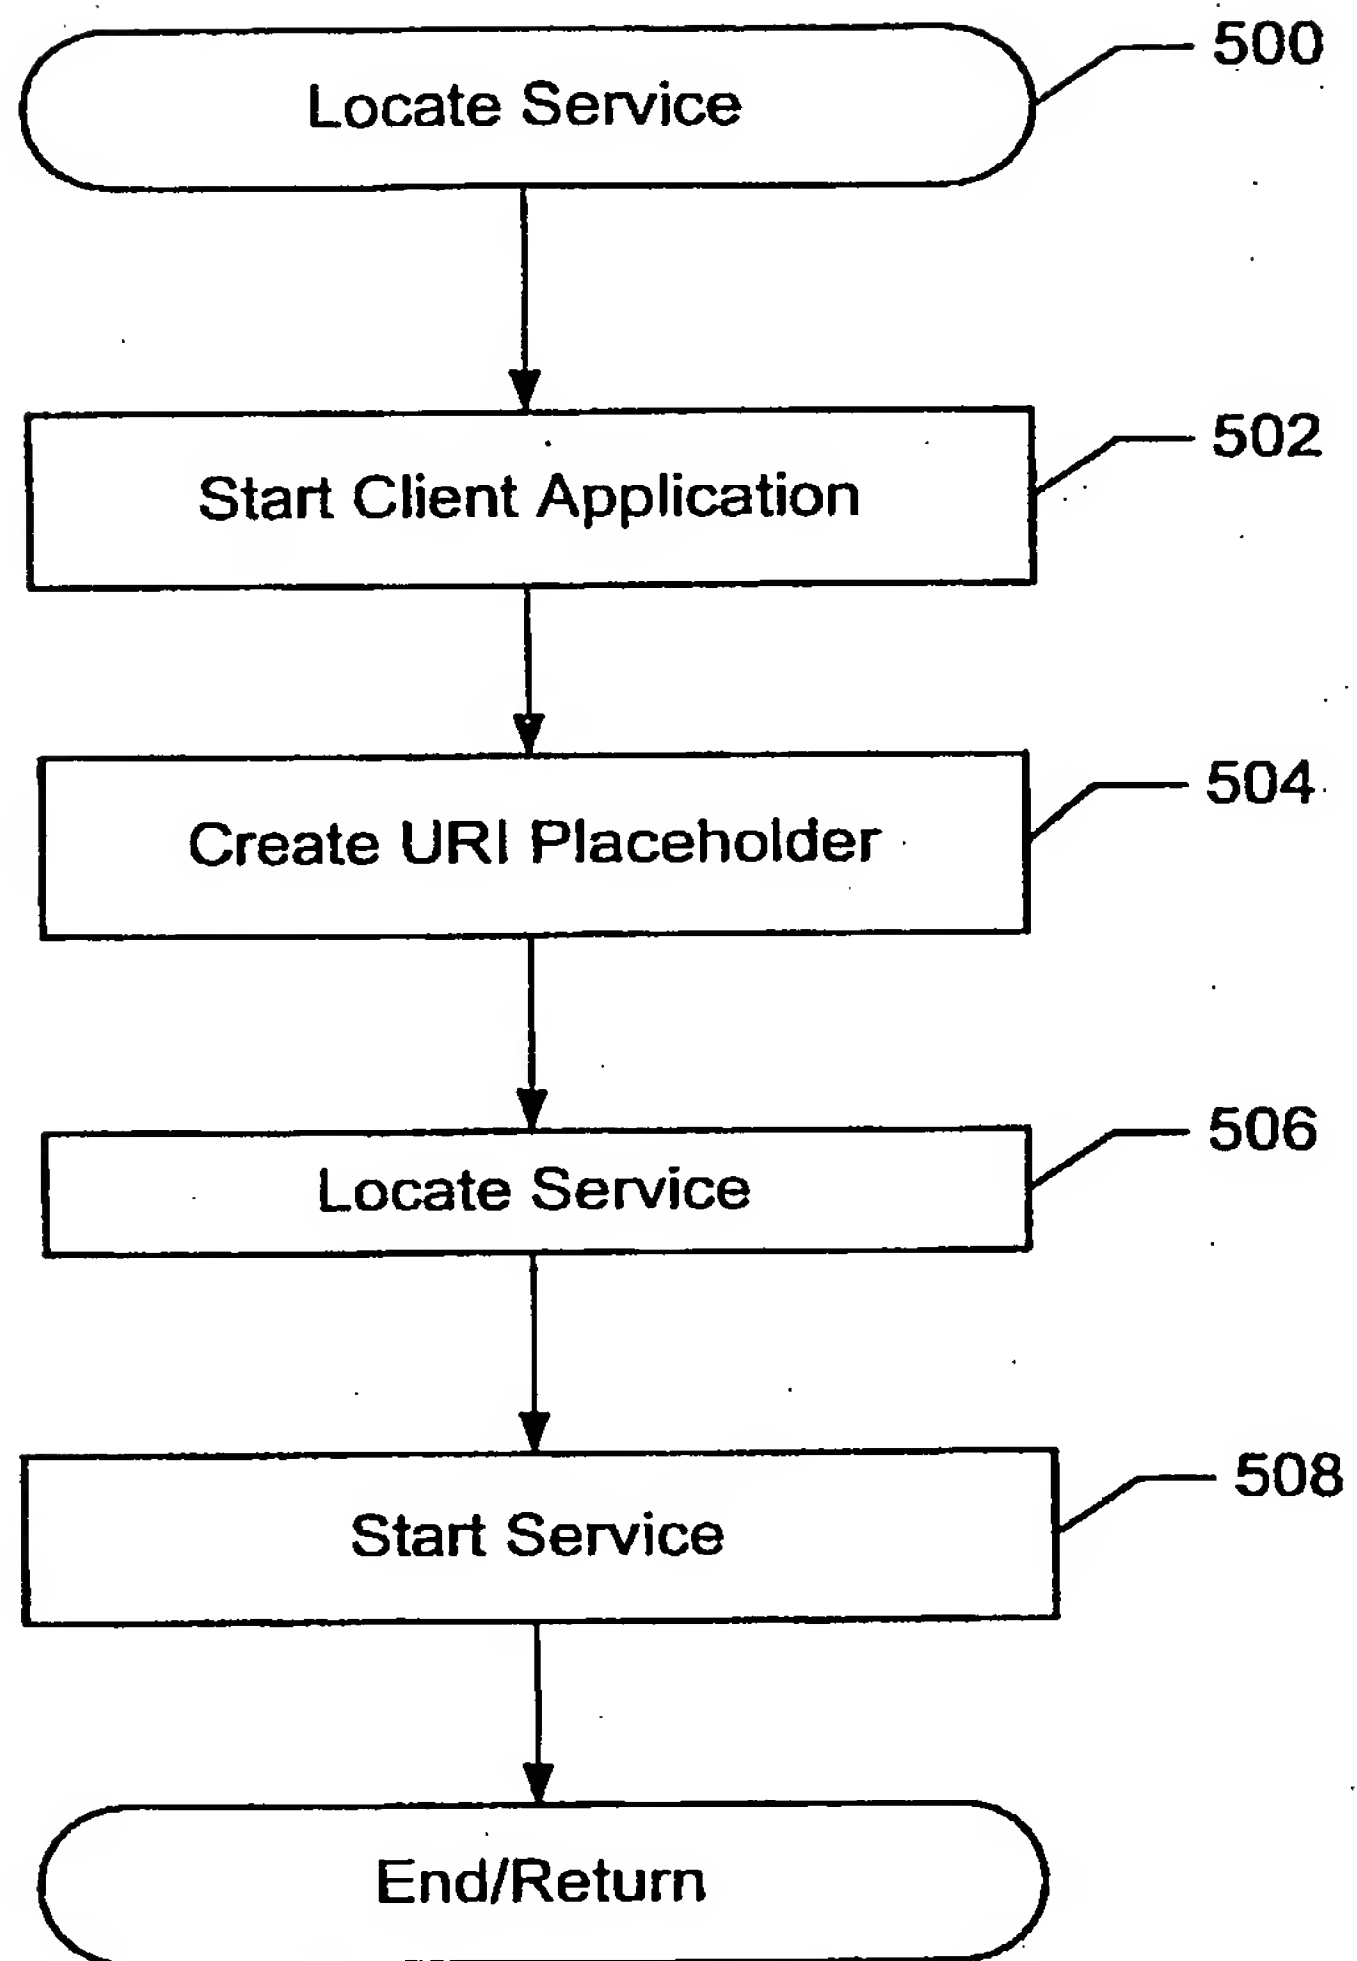 Locate Service
500
Start Client Application
502
Create URI Placeholder
504
Locate Service
506
Start Service
508
End/Return